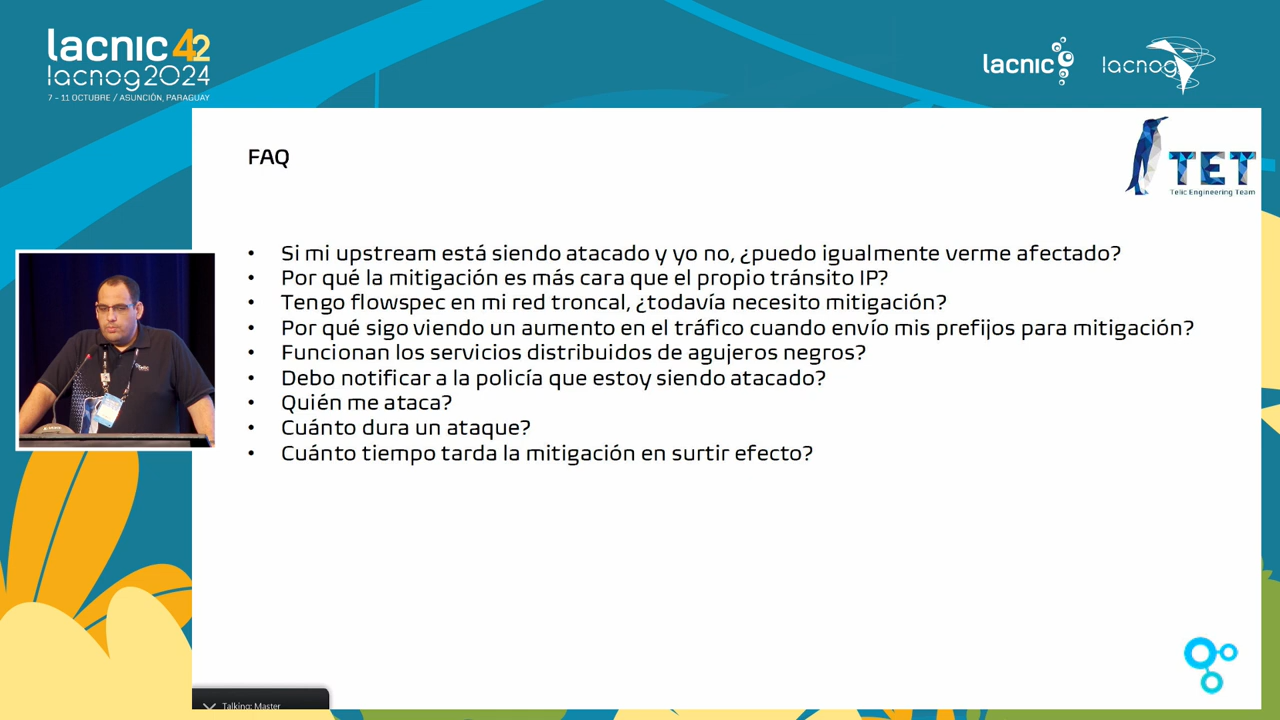 lacnic 42
lacnog2024
7 - 11 OCTUBRE / ASUNCIÓN, PARAGUAY
lacnic
lacnog
TET
Telic Engineering Team
FAQ
• Si mi upstream está siendo atacado y yo no, ¿puedo igualmente verme afectado?
• Por qué la mitigación es más cara que el propio tránsito IP?
• Tengo flowspec en mi red troncal, ¿todavía necesito mitigación?
• Por qué sigo viendo un aumento en el tráfico cuando envío mis prefijos para mitigación?
• Funcionan los servicios distribuidos de agujeros negros?
• Debo notificar a la policía que estoy siendo atacado?
• Quién me ataca?
• Cuánto dura un ataque?
• Cuánto tiempo tarda la mitigación en surtir efecto?
Talking: Master